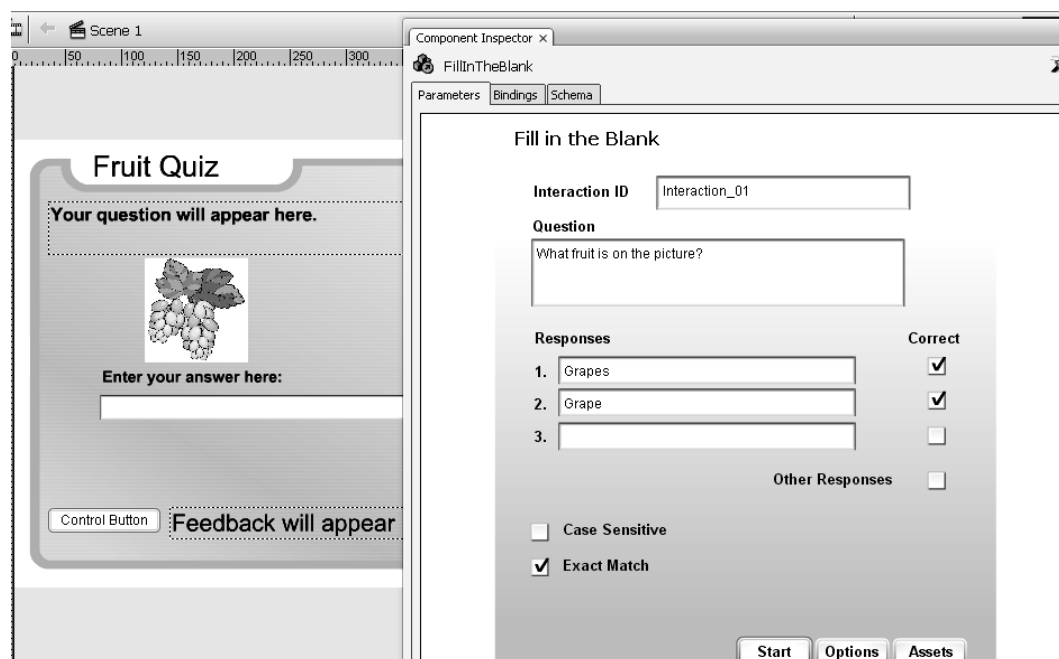 Scene 1
0 50 100 150 200 250 300
Fruit Quiz
Your question will appear here.
Enter your answer here:
Control Button
Feedback will appear
Component Inspector ×
FillInTheBlank
Parameters Bindings Schema
Fill in the Blank
Interaction ID Interaction_01
Question
What fruit is on the picture?
Responses Correct
1. Grapes
2. Grape
3.
Other Responses
Case Sensitive
Exact Match
Start Options Assets